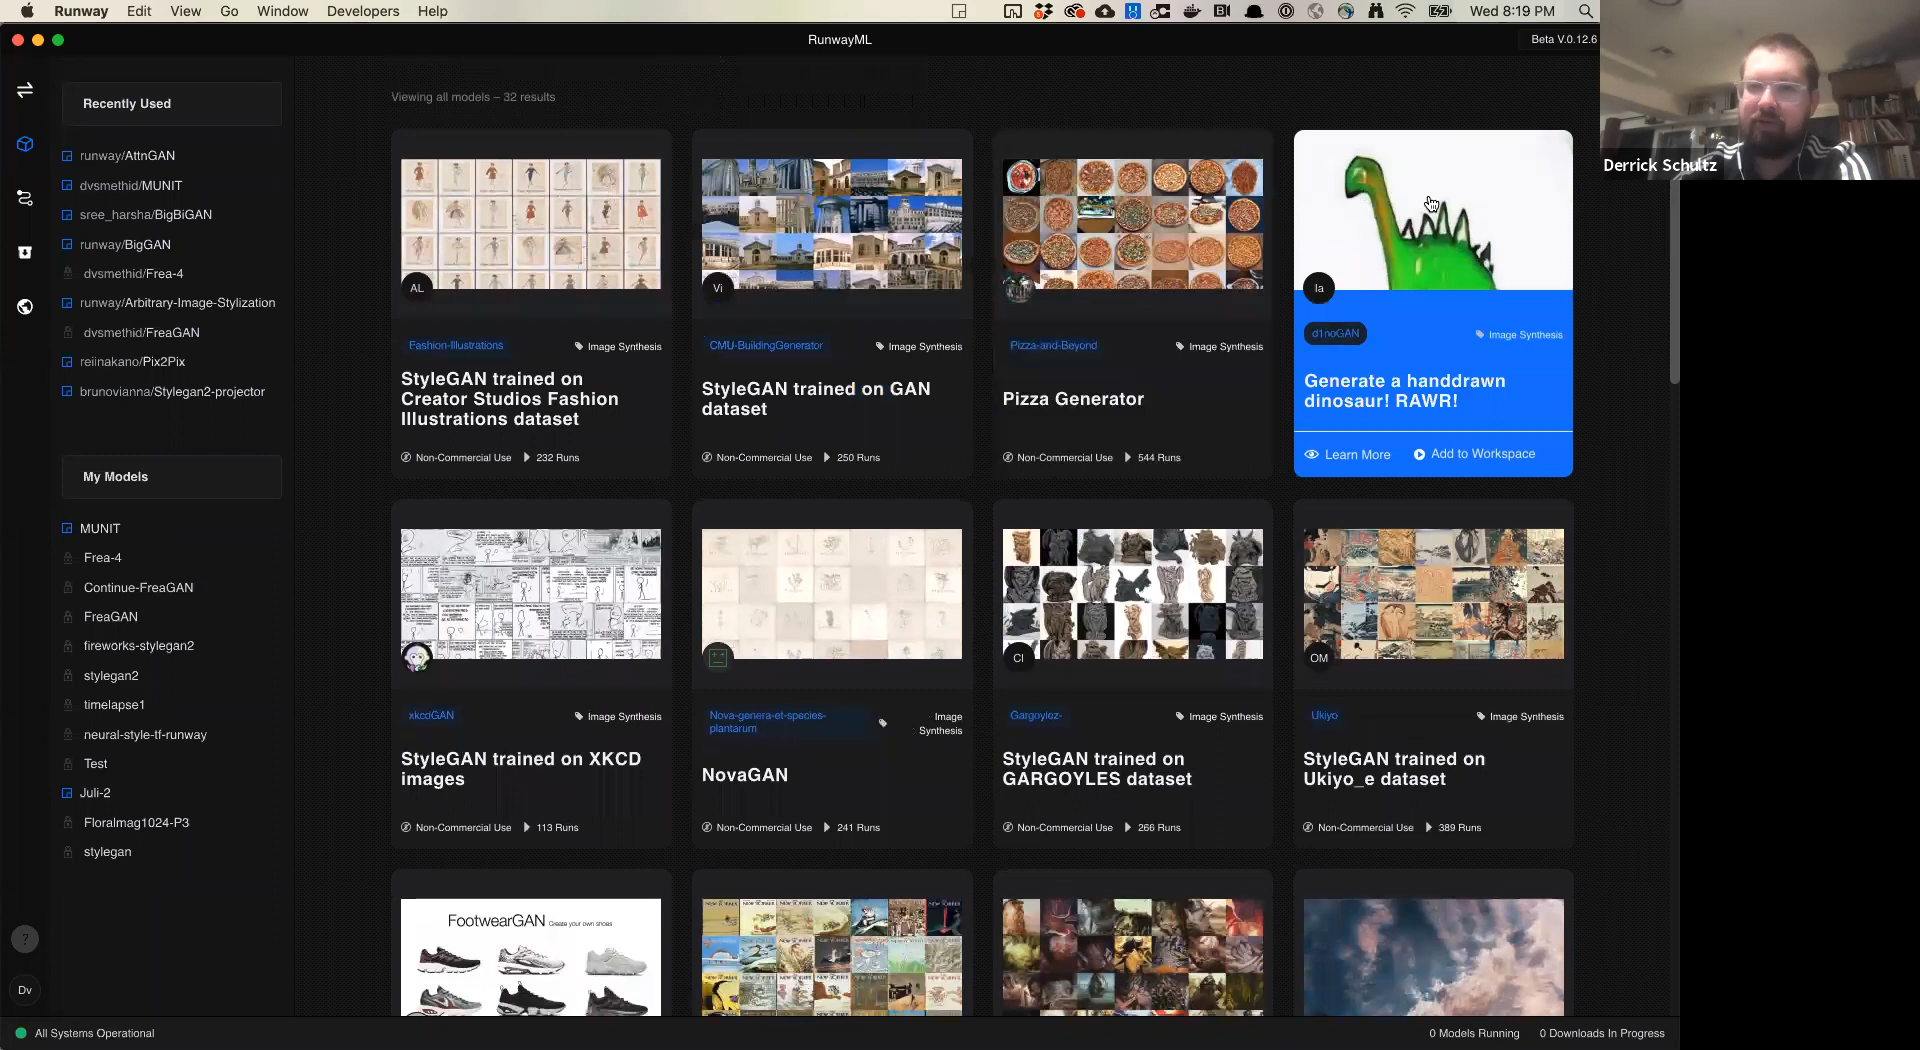 Runway Edit View Go Window Developers Help
Wed 8:19 PM
RunwayML
Beta V.0.12.6
Derrick Schultz
Recently Used
runway/AttnGAN
dvsmethid/MUNIT
sree_harsha/BigBiGAN
runway/BigGAN
dvsmethid/Frea-4
runway/Arbitrary-Image-Stylization
dvsmethid/FreaGAN
reiinakano/Pix2Pix
brunovianna/Stylegan2-projector
My Models
MUNIT
Frea-4
Continue-FreaGAN
FreaGAN
fireworks-stylegan2
stylegan2
timelapse1
neural-style-tf-runway
Test
Juli-2
Floralmag1024-P3
stylegan
?
Dv
Viewing all models – 32 results
AL
Fashion-Illustrations
Image Synthesis
StyleGAN trained on
Creator Studios Fashion
Illustrations dataset
Non-Commercial Use
232 Runs
Vi
CMU-BuildingGenerator
Image Synthesis
StyleGAN trained on GAN
dataset
Non-Commercial Use
250 Runs
Pizza-and-Beyond
Image Synthesis
Pizza Generator
Non-Commercial Use
544 Runs
Ia
d1noGAN
Image Synthesis
Generate a handdrawn
dinosaur! RAWR!
Learn More
Add to Workspace
xkcdGAN
Image Synthesis
StyleGAN trained on XKCD
images
Non-Commercial Use
113 Runs
Nova-genera-et-species-
plantarum
Image
Synthesis
NovaGAN
Non-Commercial Use
241 Runs
CI
Gargoylez-
Image Synthesis
StyleGAN trained on
GARGOYLES dataset
Non-Commercial Use
266 Runs
OM
Ukiyo
Image Synthesis
StyleGAN trained on
Ukiyo_e dataset
Non-Commercial Use
389 Runs
FootwearGAN Create your own shoes
All Systems Operational
0 Models Running
0 Downloads In Progress